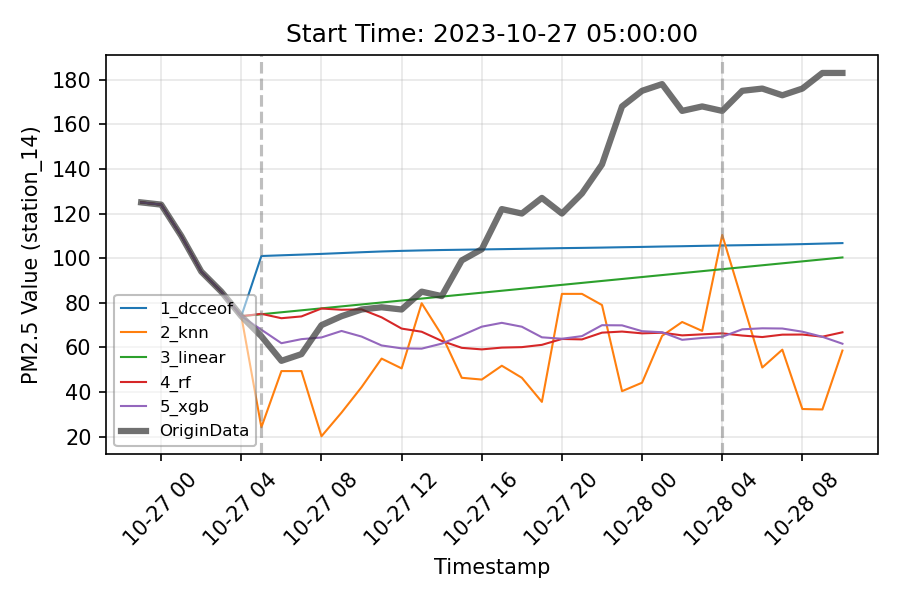 Start Time: 2023-10-27 05:00:00
PM2.5 Value (station_14)
180
160
140
120
100
80
60
40
20
1_dcceof
2_knn
3_linear
4_rf
5_xgb
OriginData
10-27 00
10-27 04
10-27 08
10-27 12
10-27 16
10-27 20
10-28 00
10-28 04
10-28 08
Timestamp